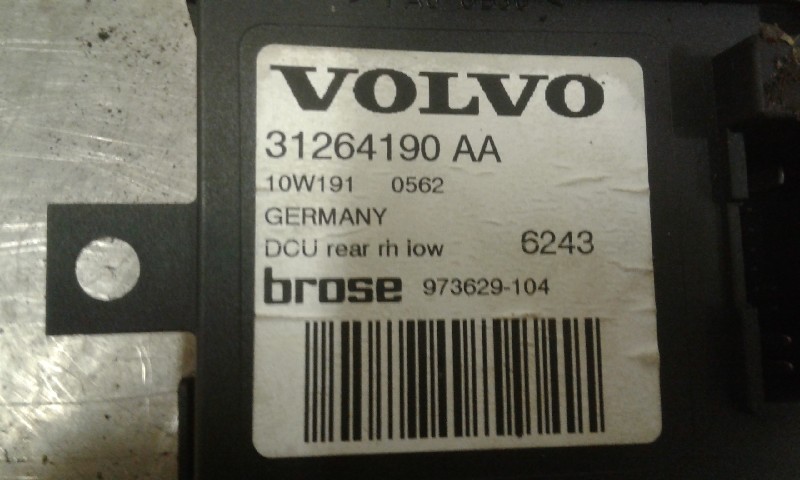 VOLVO
31264190 AA
10W191 0562
GERMANY
DCU rear rh low 6243
brose 973629-104